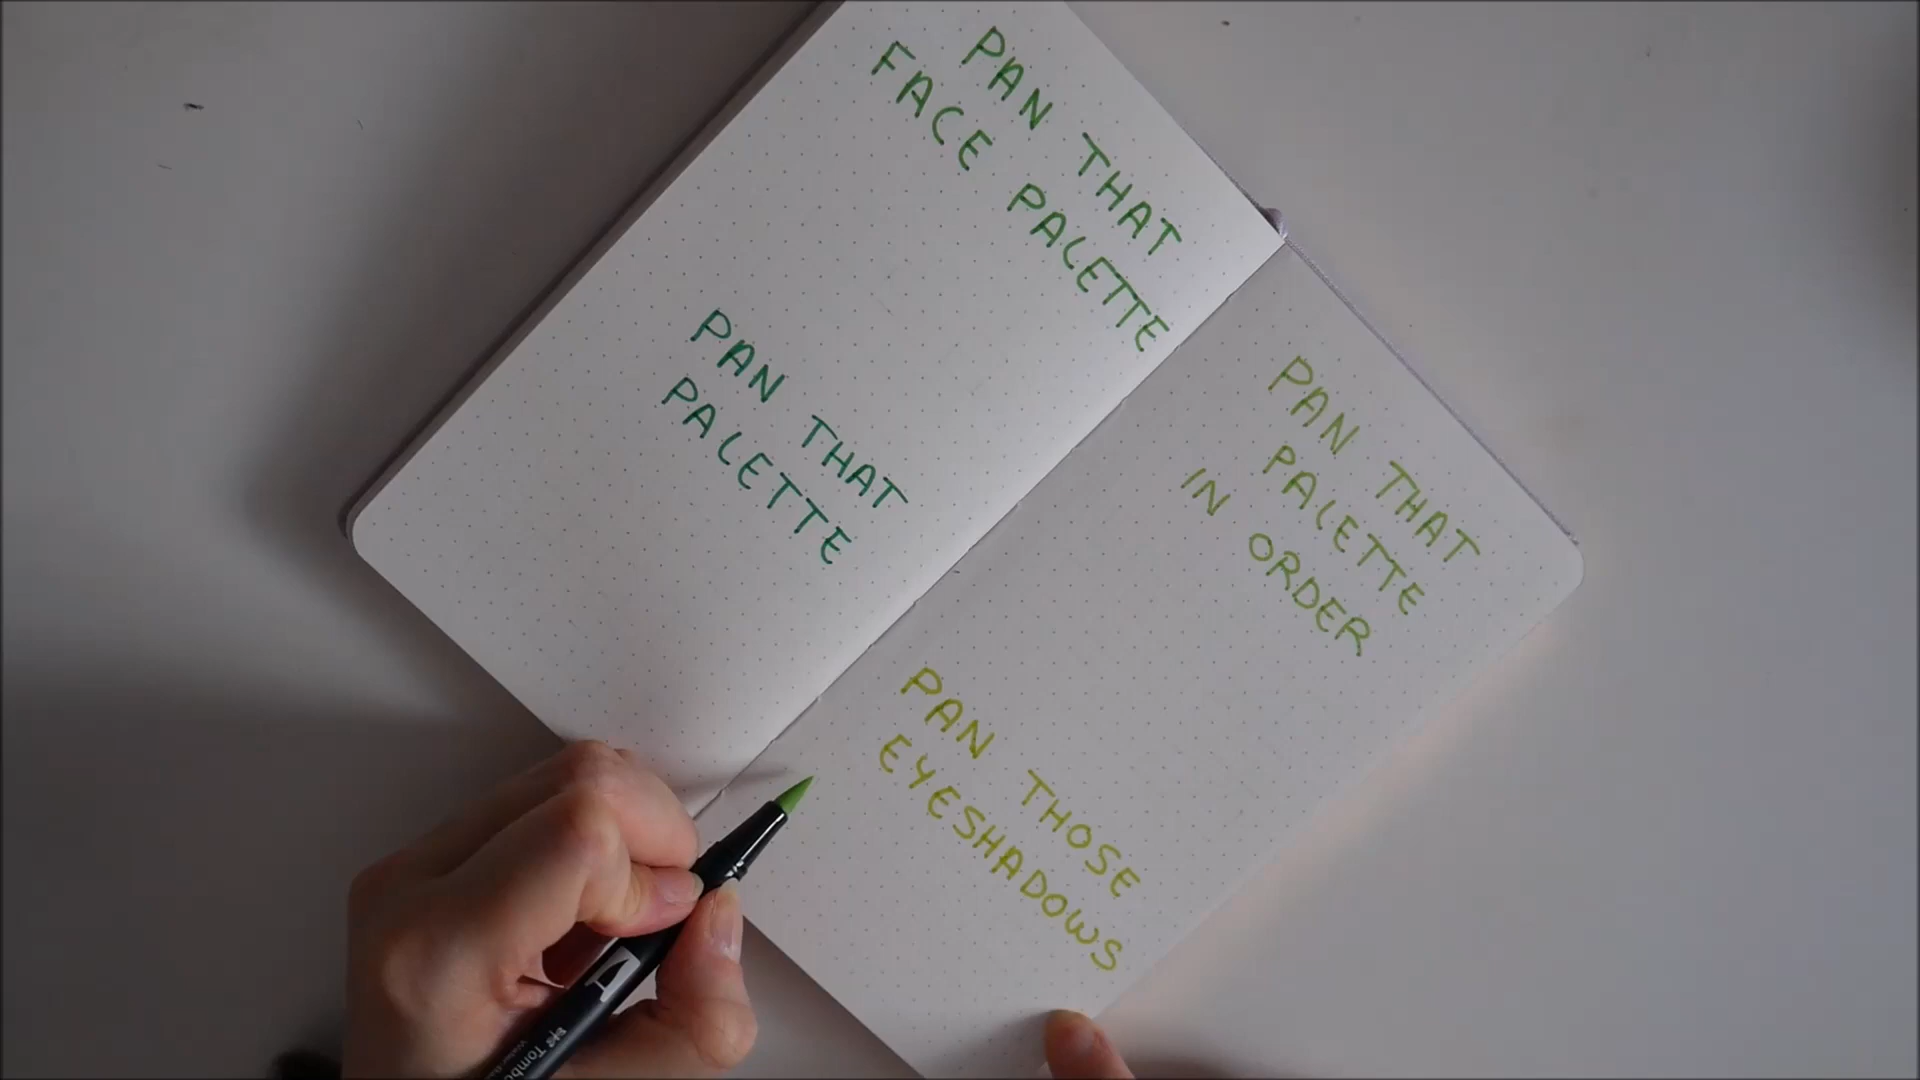 PAN THAT
FACE PALETTE
PAN THAT
PALETTE
PAN THAT
PALETTE
IN ORDER
PAN THOSE
EYESHADOWS